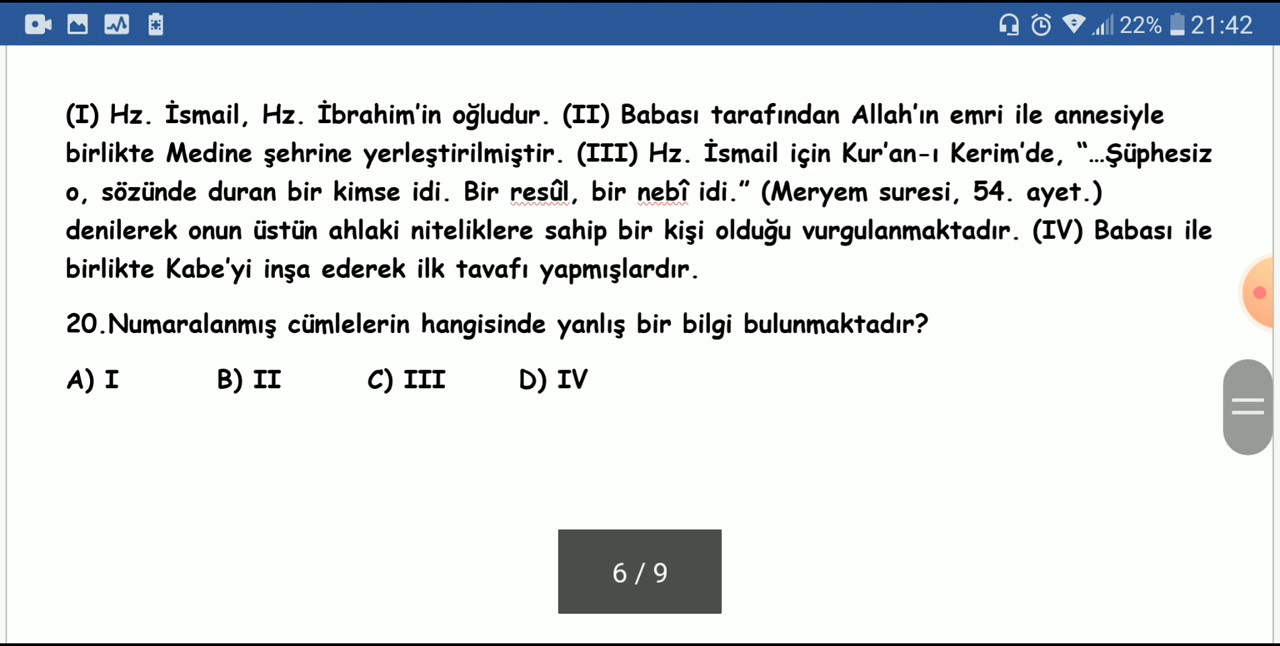 22% 21:42
(I) Hz. İsmail, Hz. İbrahim'in oğludur. (II) Babası tarafından Allah'ın emri ile annesiyle
birlikte Medine şehrine yerleştirilmiştir. (III) Hz. İsmail için Kur'an-ı Kerim'de, "...Şüphesiz
o, sözünde duran bir kimse idi. Bir resûl, bir nebî idi." (Meryem suresi, 54. ayet.)
denilerek onun üstün ahlaki niteliklere sahip bir kişi olduğu vurgulanmaktadır. (IV) Babası ile
birlikte Kabe'yi inşa ederek ilk tavafı yapmışlardır.
20.Numaralanmış cümlelerin hangisinde yanlış bir bilgi bulunmaktadır?
A) I B) II C) III D) IV
6 / 9